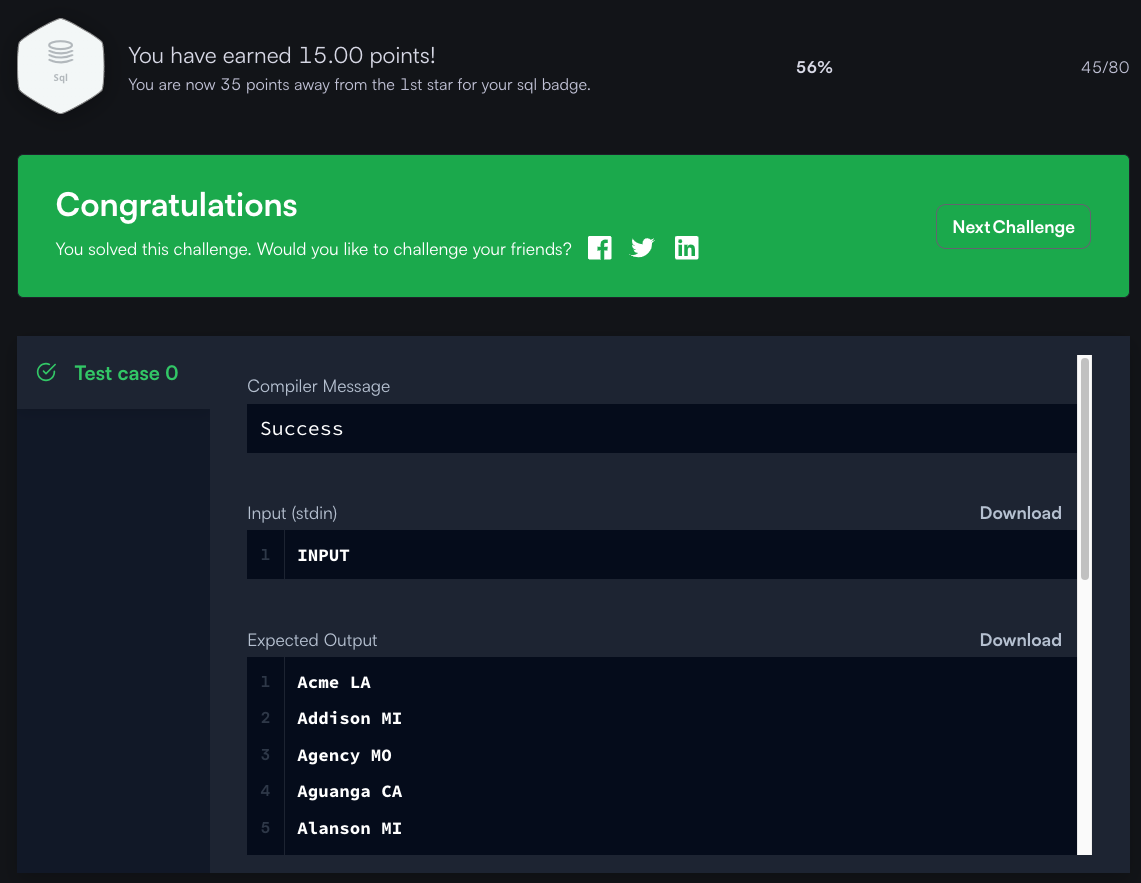 Sql
You have earned 15.00 points!
You are now 35 points away from the 1st star for your sql badge.
56%
45/80
Congratulations
You solved this challenge. Would you like to challenge your friends?
Next Challenge
Test case 0
Compiler Message
Success
Input (stdin)
Download
1 INPUT
Expected Output
Download
1 Acme LA
2 Addison MI
3 Agency MO
4 Aguanga CA
5 Alanson MI